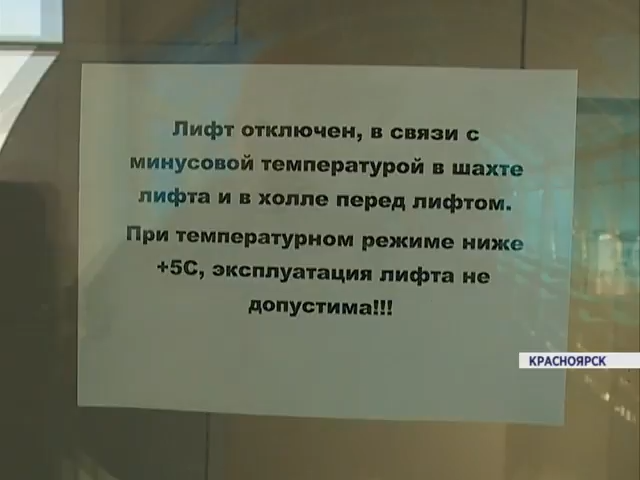 Лифт отключен, в связи с
минусовой температурой в шахте
лифта и в холле перед лифтом.
При температурном режиме ниже
+5С, эксплуатация лифта не
допустима!!!
КРАСНОЯРСК